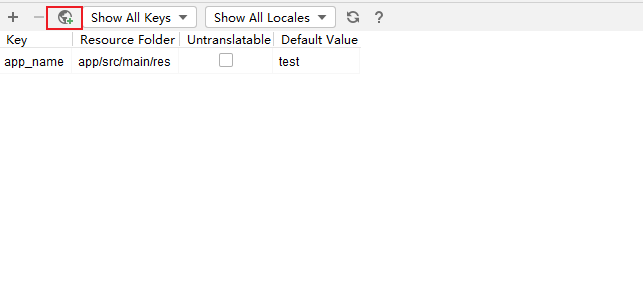 Show All Keys Show All Locales ?
Key Resource Folder Untranslatable Default Value
app_name app/src/main/res test